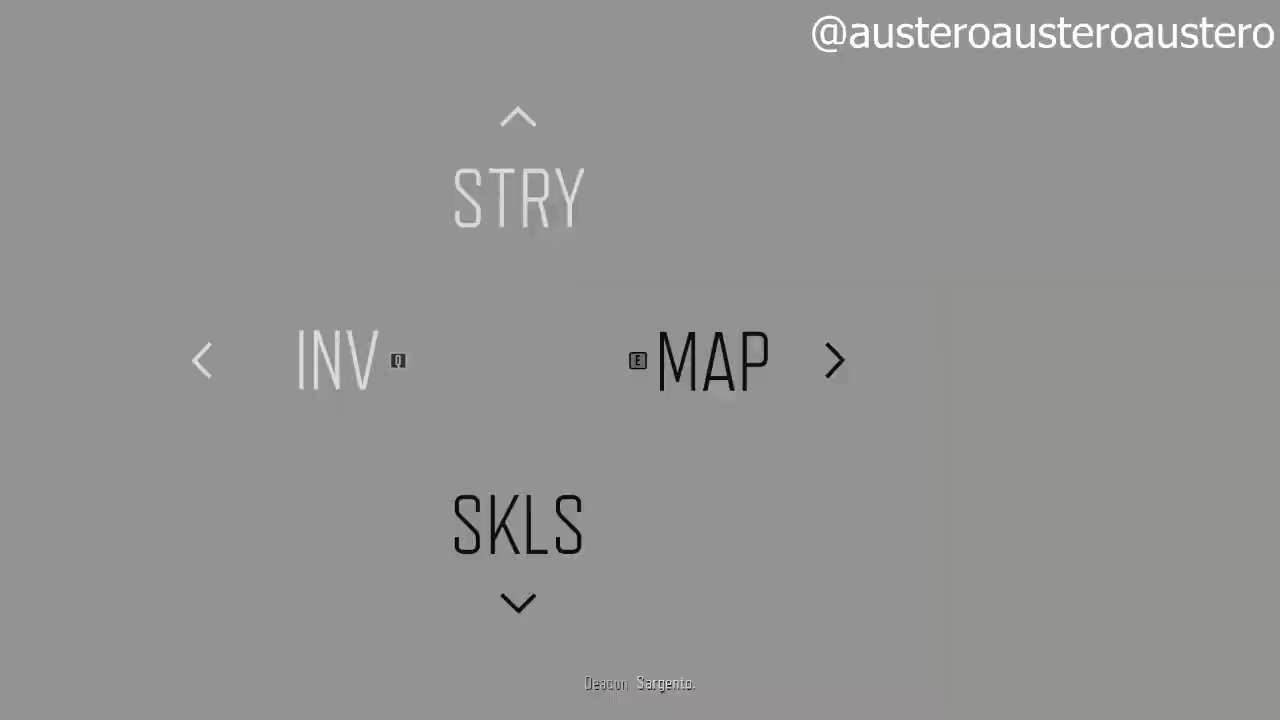 @austeroausteroaustero
STRY
INV Q E MAP
SKLS
Deacon Sargento.